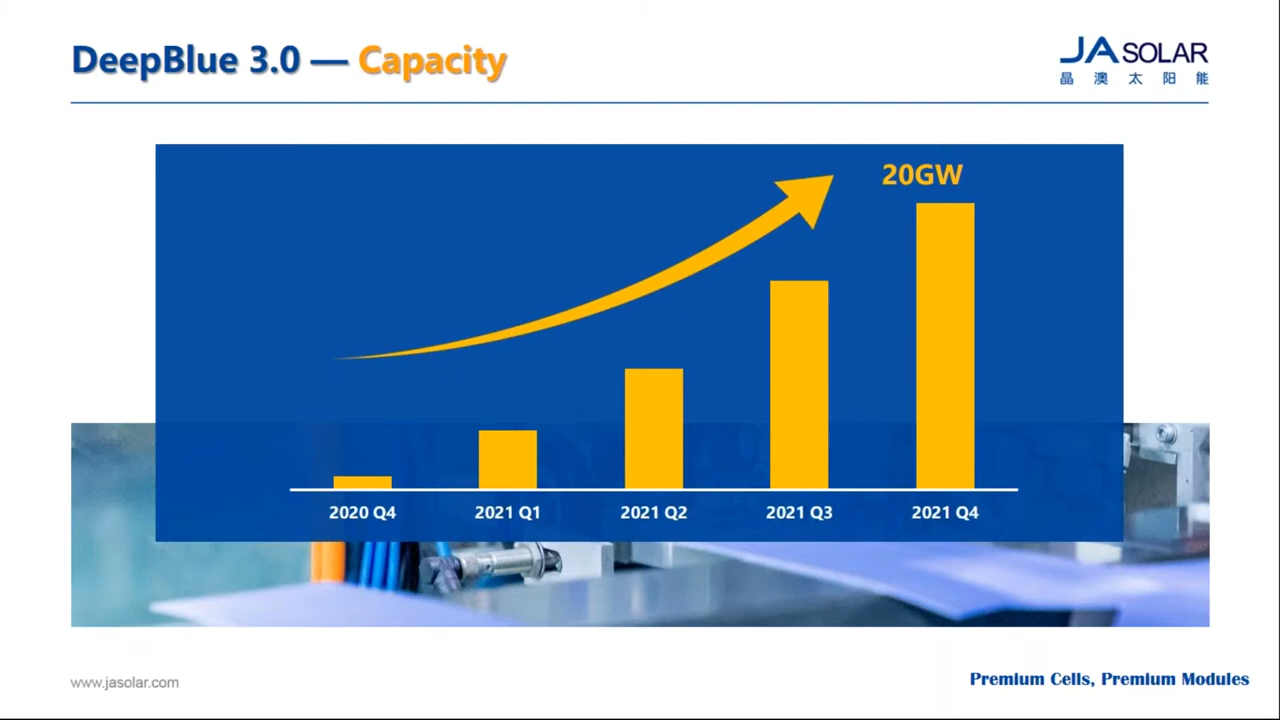 DeepBlue 3.0 — Capacity
JA SOLAR
晶澳太阳能
20GW
2020 Q4 2021 Q1 2021 Q2 2021 Q3 2021 Q4
www.jasolar.com
Premium Cells, Premium Modules